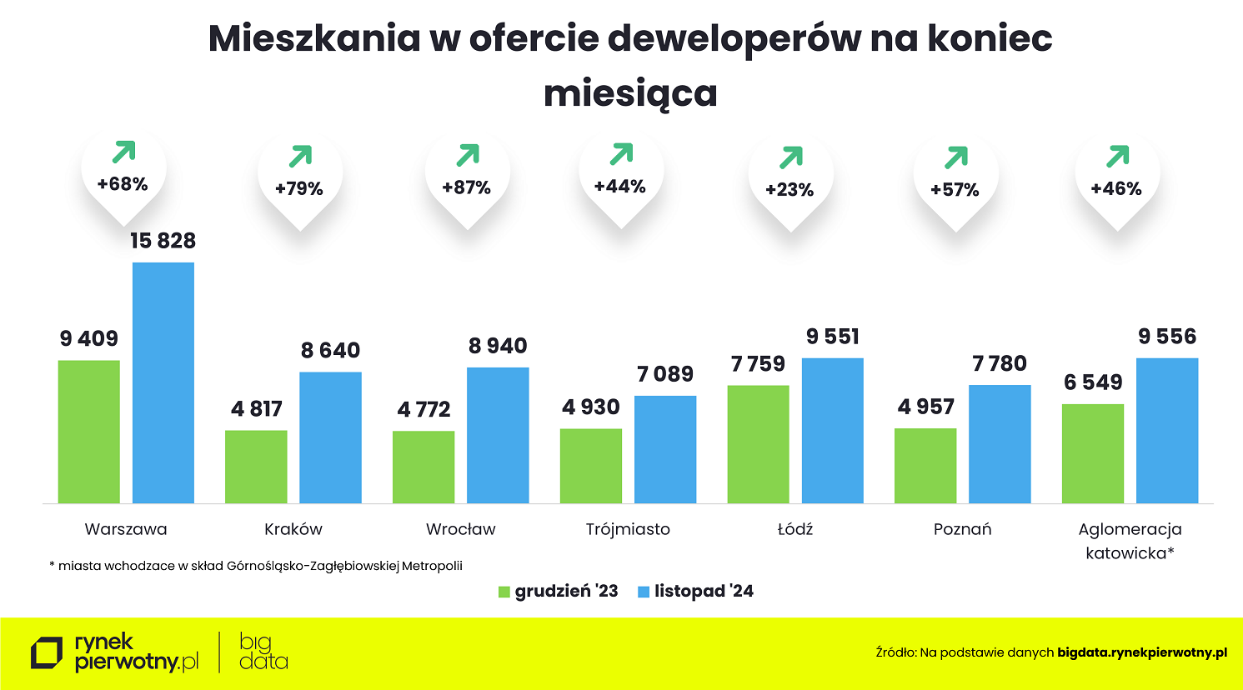 Mieszkania w ofercie deweloperów na koniec
miesiąca
+68%
+79%
+87%
+44%
+23%
+57%
+46%
15 828
9 409
8 640
4 817
8 940
4 772
7 089
4 930
9 551
7 759
7 780
4 957
9 556
6 549
Warszawa
Kraków
Wrocław
Trójmiasto
Łódź
Poznań
Aglomeracja
katowicka*
* miasta wchodzace w skład Górnośląsko-Zagłębiowskiej Metropolii
grudzień '23
listopad '24
rynek
pierwotny.pl
big
data
Źródło: Na podstawie danych bigdata.rynekpierwotny.pl